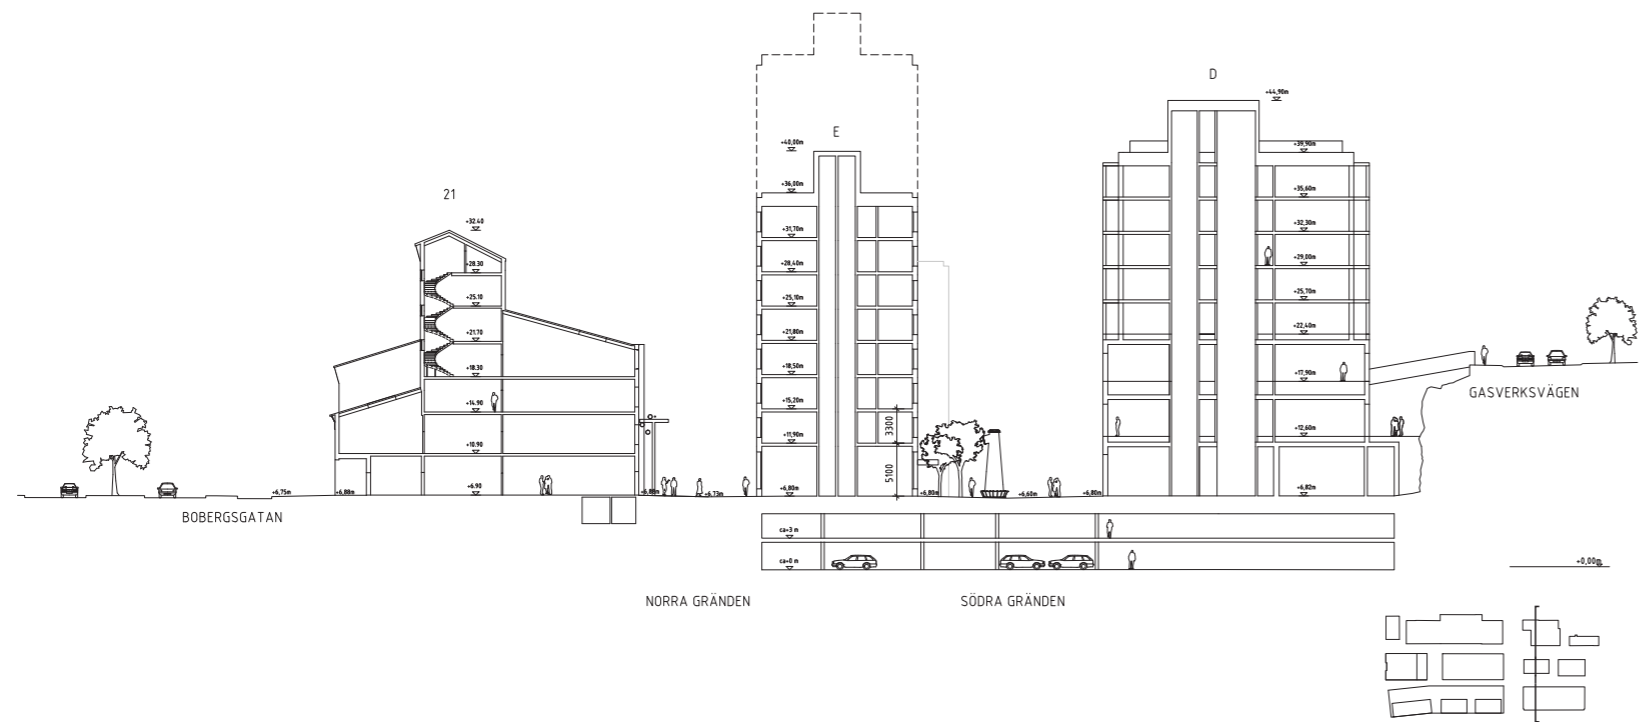 D
+44,90m
E
+40,00m
+39,90m
21
+36,00m
+35,60m
+32.40
+31,70m
+32,30m
+28.30
+28,40m
+29,00m
+25.10
+25,10m
+25,70m
+21.70
+21,80m
+22,40m
+18.30
+18,50m
+17,90m
GASVERKSVÄGEN
+14.90
+15,20m
3300
+11,90m
+12,60m
+10.90
5100
+6,75m
+6,88m
+6.90
+6,88m
+6,73m
+6,80m
+6,80m
+6,60m
+6,80m
+6,82m
BOBERGSGATAN
ca+3 m
ca+0 m
+0,00m
NORRA GRÄNDEN
SÖDRA GRÄNDEN